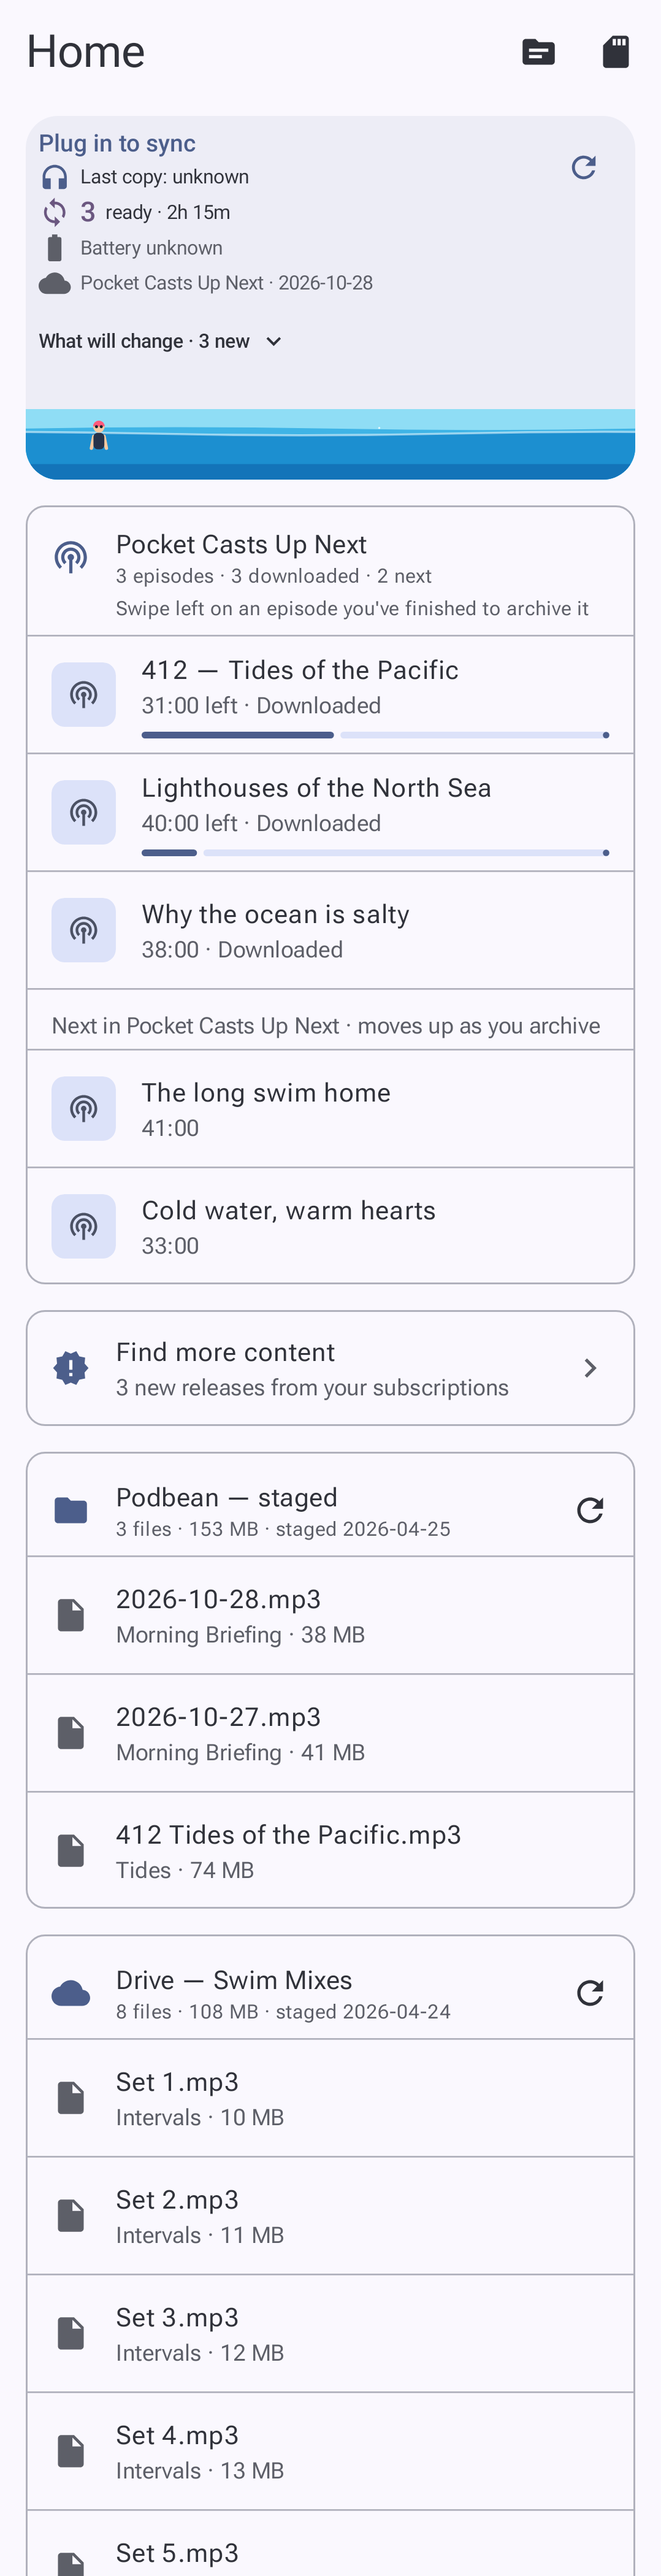 Home
Plug in to sync
Last copy: unknown
3 ready · 2h 15m
Battery unknown
Pocket Casts Up Next · 2026-10-28
What will change · 3 new
Pocket Casts Up Next
3 episodes · 3 downloaded · 2 next
Swipe left on an episode you've finished to archive it
412 — Tides of the Pacific
31:00 left · Downloaded
Lighthouses of the North Sea
40:00 left · Downloaded
Why the ocean is salty
38:00 · Downloaded
Next in Pocket Casts Up Next · moves up as you archive
The long swim home
41:00
Cold water, warm hearts
33:00
Find more content
3 new releases from your subscriptions
Podbean — staged
3 files · 153 MB · staged 2026-04-25
2026-10-28.mp3
Morning Briefing · 38 MB
2026-10-27.mp3
Morning Briefing · 41 MB
412 Tides of the Pacific.mp3
Tides · 74 MB
Drive — Swim Mixes
8 files · 108 MB · staged 2026-04-24
Set 1.mp3
Intervals · 10 MB
Set 2.mp3
Intervals · 11 MB
Set 3.mp3
Intervals · 12 MB
Set 4.mp3
Intervals · 13 MB
Set 5.mp3